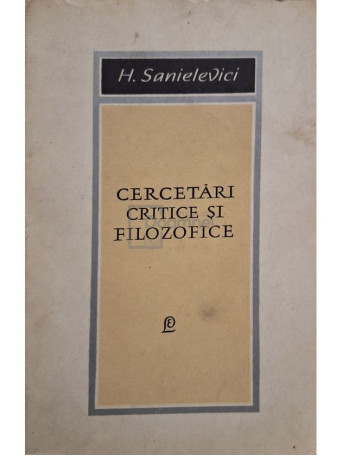 H. Sanielevici
CERCETĂRI
CRITICE ȘI
FILOZOFICE